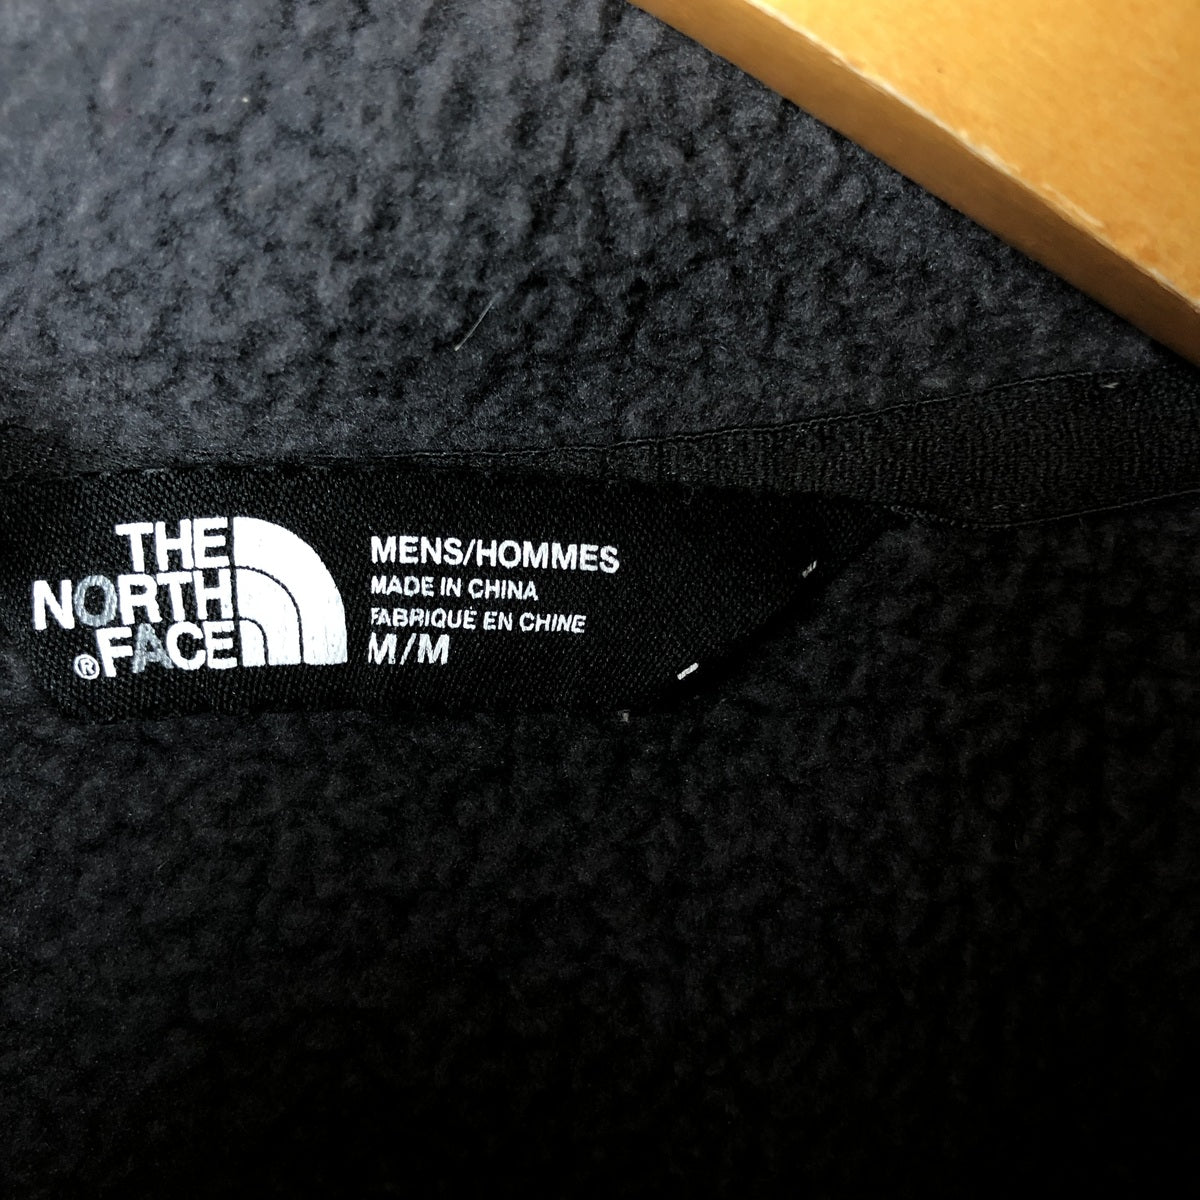 THE
NORTH
FACE
®
MENS/HOMMES
MADE IN CHINA
FABRIQUÉ EN CHINE
M/M